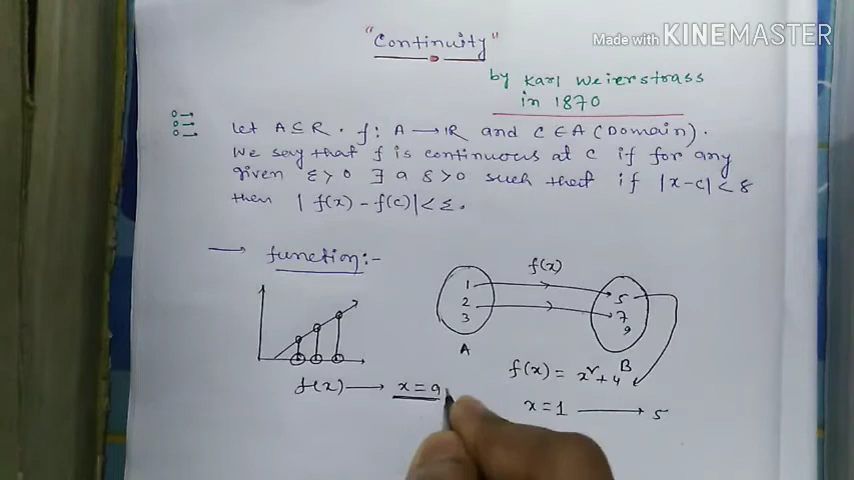 Made with KINEMASTER
"Continuity"
by Karl Weierstrass
in 1870
Let A ⊆ R. f: A → IR and C ∈ A (Domain).
We say that f is continuous at c if for any
given ε > 0 ∃ a δ > 0 such that if |x-c| < δ
then | f(x) - f(c)| < ε.
→ function:-
f(x)
1
2
3
5
7
9
A
B
f(x) = x² + 4
f(x) → x = a
x = 1 → 5